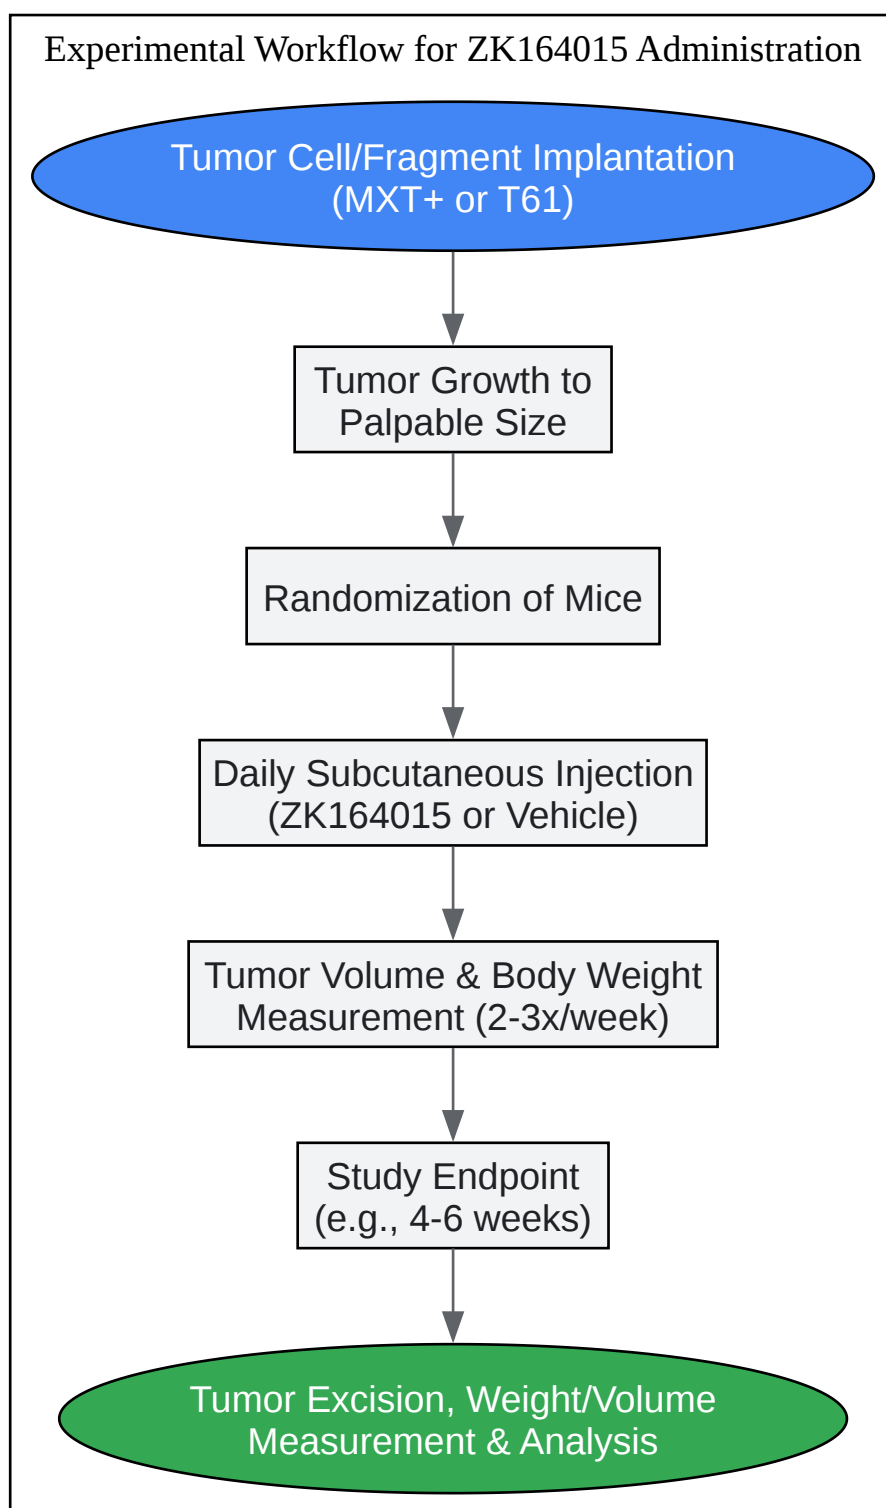 Experimental Workflow for ZK164015 Administration
Tumor Cell/Fragment Implantation
(MXT+ or T61)
Tumor Growth to
Palpable Size
Randomization of Mice
Daily Subcutaneous Injection
(ZK164015 or Vehicle)
Tumor Volume & Body Weight
Measurement (2-3x/week)
Study Endpoint
(e.g., 4-6 weeks)
Tumor Excision, Weight/Volume
Measurement & Analysis